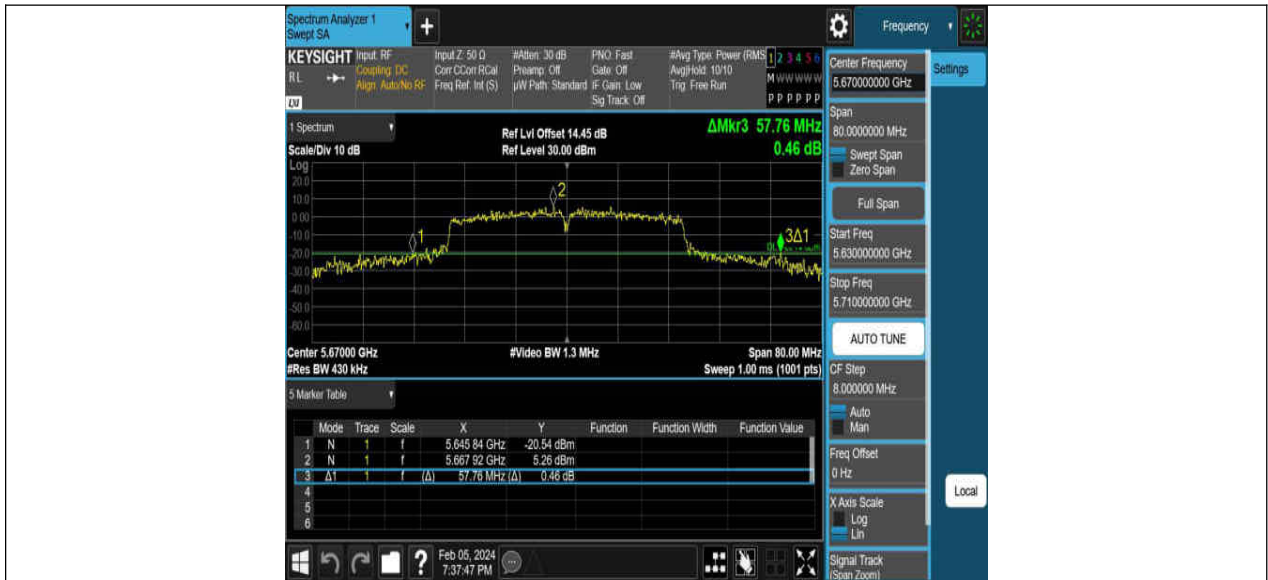 Spectrum Analyzer 1
Swept SA
+
Frequency
KEYSIGHT
RL
Input: RF
Coupling: DC
Align: Auto/No RF
Input Z: 50 Ω
Corr CCorr RCal
Freq Ref: Int (S)
#Atten: 30 dB
Preamp: Off
µW Path: Standard
PNO: Fast
Gate: Off
IF Gain: Low
Sig Track: Off
#Avg Type: Power (RMS
Avg|Hold: 10/10
Trig: Free Run
1 2 3 4 5 6
M W W W W W
P P P P P P
1 Spectrum
Scale/Div 10 dB
Ref Lvl Offset 14.45 dB
Ref Level 30.00 dBm
ΔMkr3 57.76 MHz
0.46 dB
Log
20.0
10.0
0.00
-10.0
-20.0
-30.0
-40.0
-50.0
-60.0
1
2
3Δ1
Center 5.67000 GHz
#Res BW 430 kHz
#Video BW 1.3 MHz
Span 80.00 MHz
Sweep 1.00 ms (1001 pts)
5 Marker Table
Mode Trace Scale X Y Function Function Width Function Value
1 N 1 f 5.645 84 GHz -20.54 dBm
2 N 1 f 5.667 92 GHz 5.26 dBm
3 Δ1 1 f (Δ) 57.76 MHz (Δ) 0.46 dB
4
5
6
Feb 05, 2024
7:37:47 PM
Center Frequency
5.670000000 GHz
Settings
Span
80.0000000 MHz
Swept Span
Zero Span
Full Span
Start Freq
5.630000000 GHz
Stop Freq
5.710000000 GHz
AUTO TUNE
CF Step
8.000000 MHz
Auto
Man
Freq Offset
0 Hz
X Axis Scale
Log
Lin
Local
Signal Track
(Span Zoom)